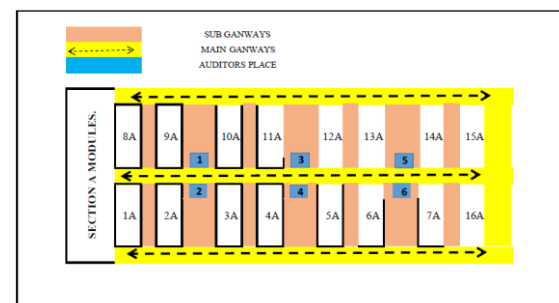 SUB GANWAYS
MAIN GANWAYS
AUDITORS PLACE
SECTION A MODULES.
8A 9A 10A 11A 12A 13A 14A 15A
1 3 5
2 4 6
1A 2A 3A 4A 5A 6A 7A 16A